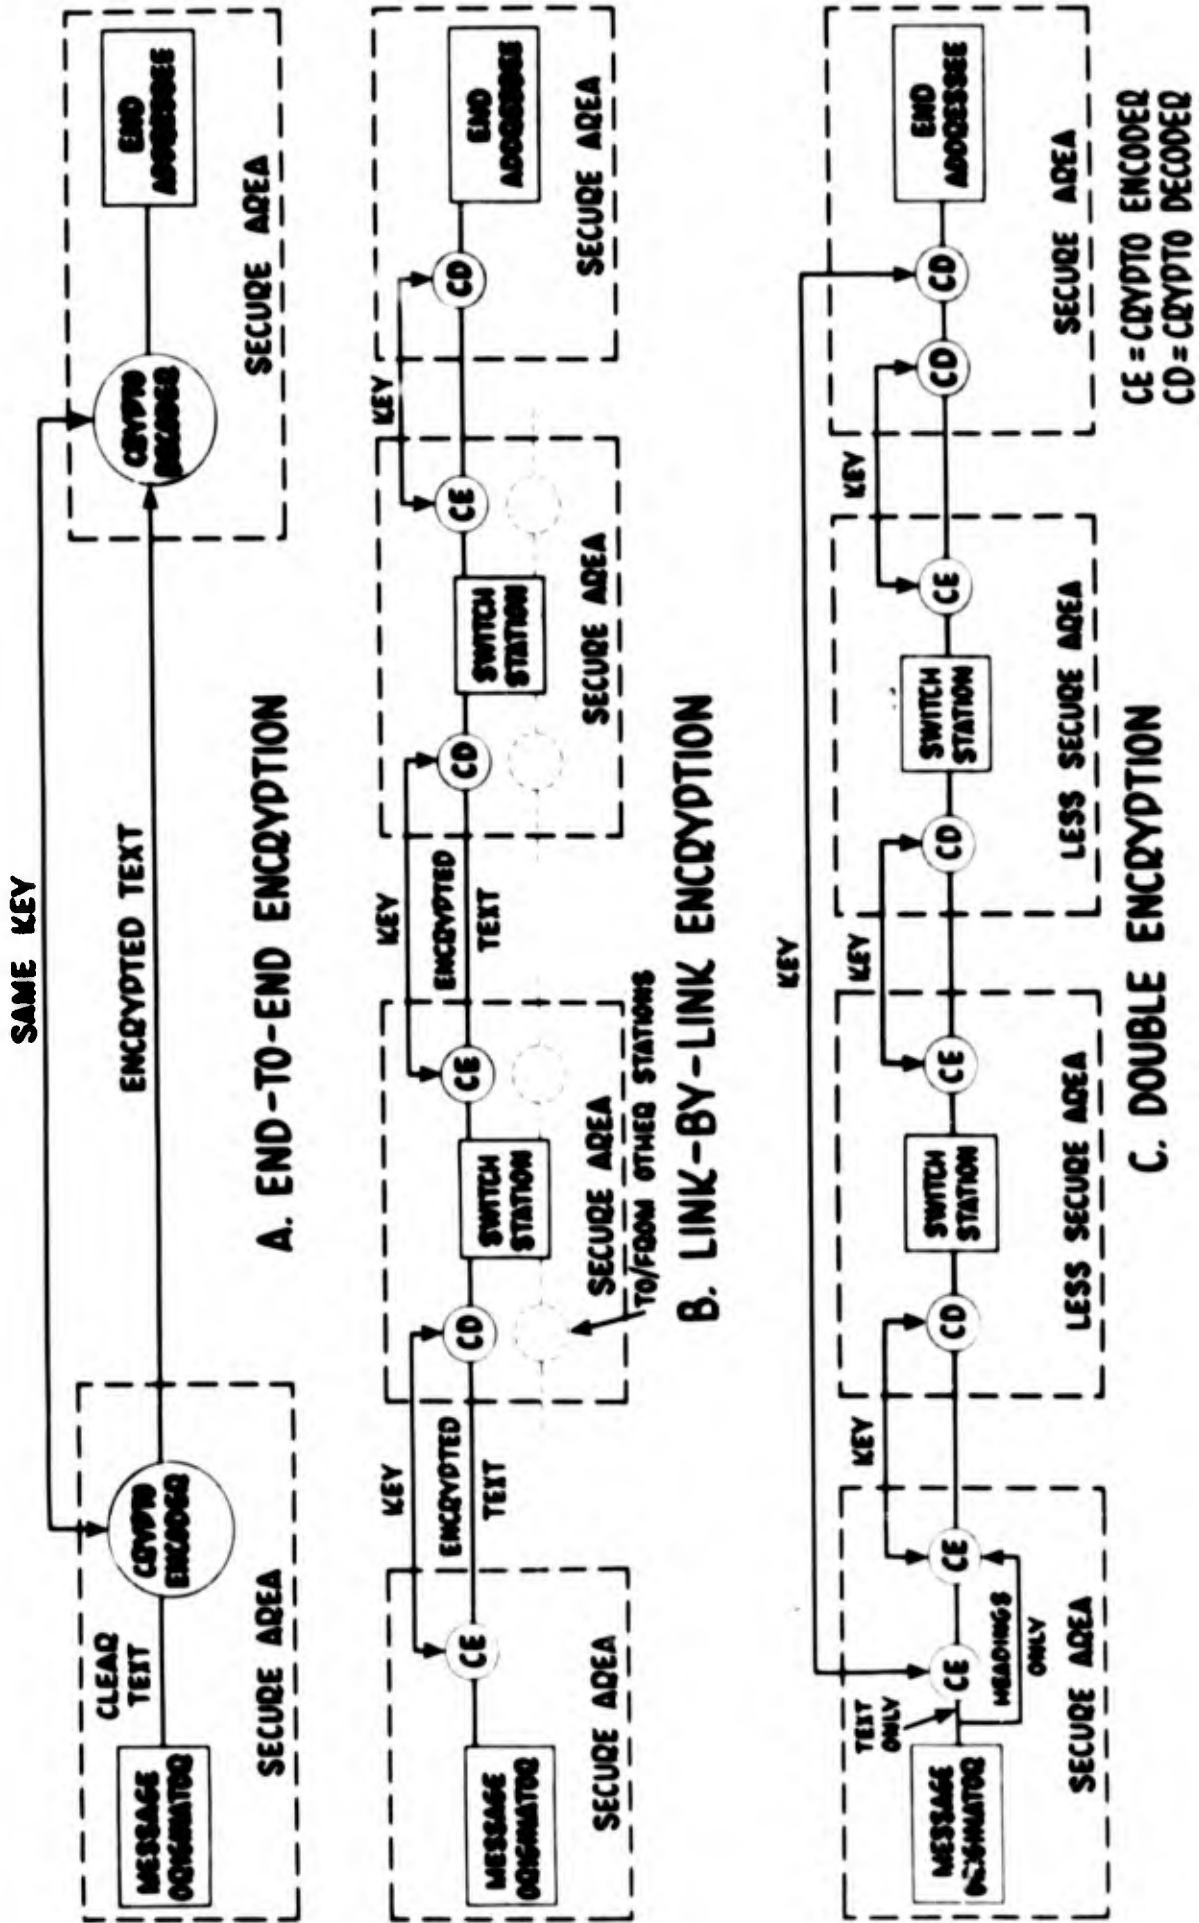 SAME KEY
MESSAGE
ORIGINATOR
CLEAR
TEXT
CRYPTO
ENCODER
SECURE AREA
ENCRYPTED TEXT
CRYPTO
DECODER
END
ADDRESSEE
SECURE AREA
A. END-TO-END ENCRYPTION
MESSAGE
ORIGINATOR
CE
SECURE AREA
KEY
ENCRYPTED
TEXT
CD
SWITCH
STATION
CE
SECURE AREA
TO/FROM OTHER STATIONS
KEY
ENCRYPTED
TEXT
CD
SWITCH
STATION
CE
SECURE AREA
KEY
CD
END
ADDRESSEE
SECURE AREA
B. LINK-BY-LINK ENCRYPTION
KEY
MESSAGE
ORIGINATOR
TEXT
ONLY
CE
CE
HEADINGS
ONLY
SECURE AREA
KEY
CD
SWITCH
STATION
CE
LESS SECURE AREA
KEY
CD
SWITCH
STATION
CE
LESS SECURE AREA
KEY
CD
CD
END
ADDRESSEE
SECURE AREA
C. DOUBLE ENCRYPTION
CE = CRYPTO ENCODER
CD = CRYPTO DECODER